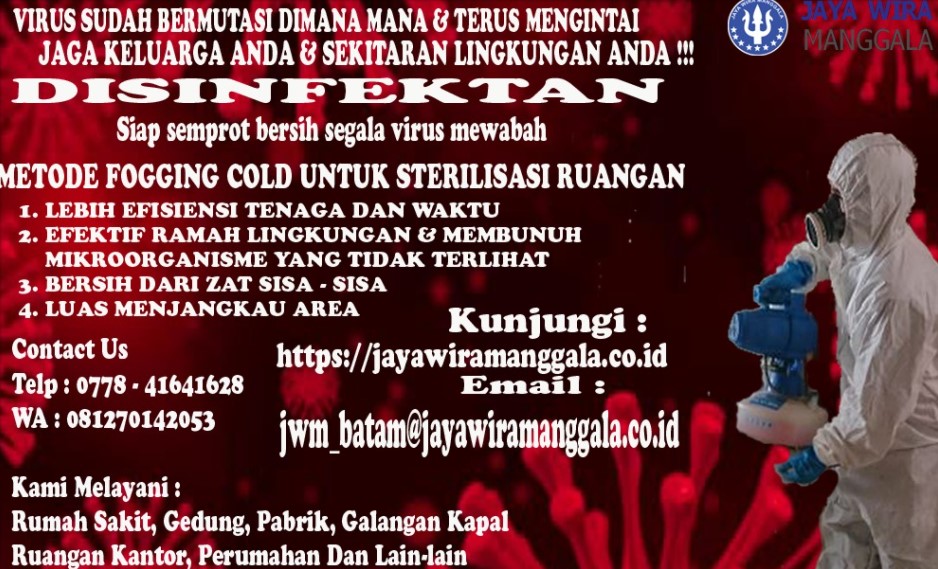 VIRUS SUDAH BERMUTASI DIMANA MANA & TERUS MENGINTAI
JAGA KELUARGA ANDA & SEKITARAN LINGKUNGAN ANDA !!!
JAYA WIRA
MANGGALA
DISINFEKTAN
Siap semprot bersih segala virus mewabah
METODE FOGGING COLD UNTUK STERILISASI RUANGAN
1. LEBIH EFISIENSI TENAGA DAN WAKTU
2. EFEKTIF RAMAH LINGKUNGAN & MEMBUNUH
MIKROORGANISME YANG TIDAK TERLIHAT
3. BERSIH DARI ZAT SISA - SISA
4. LUAS MENJANGKAU AREA
Kunjungi :
https://jayawiramanggala.co.id
Email :
jwm_batam@jayawiramanggala.co.id
Contact Us
Telp : 0778 - 41641628
WA : 081270142053
Kami Melayani :
Rumah Sakit, Gedung, Pabrik, Galangan Kapal
Ruangan Kantor, Perumahan Dan Lain-lain